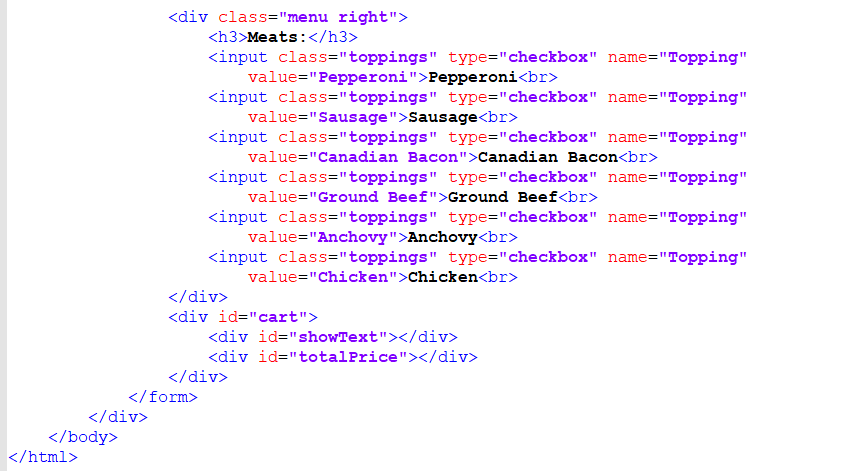 <div class="menu right">
<h3>Meats:</h3>
<input class="toppings" type="checkbox" name="Topping"
value="Pepperoni">Pepperoni<br>
<input class="toppings" type="checkbox" name="Topping"
value="Sausage">Sausage<br>
<input class="toppings" type="checkbox" name="Topping"
value="Canadian Bacon">Canadian Bacon<br>
<input class="toppings" type="checkbox" name="Topping"
value="Ground Beef">Ground Beef<br>
<input class="toppings" type="checkbox" name="Topping"
value="Anchovy">Anchovy<br>
<input class="toppings" type="checkbox" name="Topping"
value="Chicken">Chicken<br>
</div>
<div id="cart">
<div id="showText"></div>
<div id="totalPrice"></div>
</div>
</form>
</div>
</body>
</html>